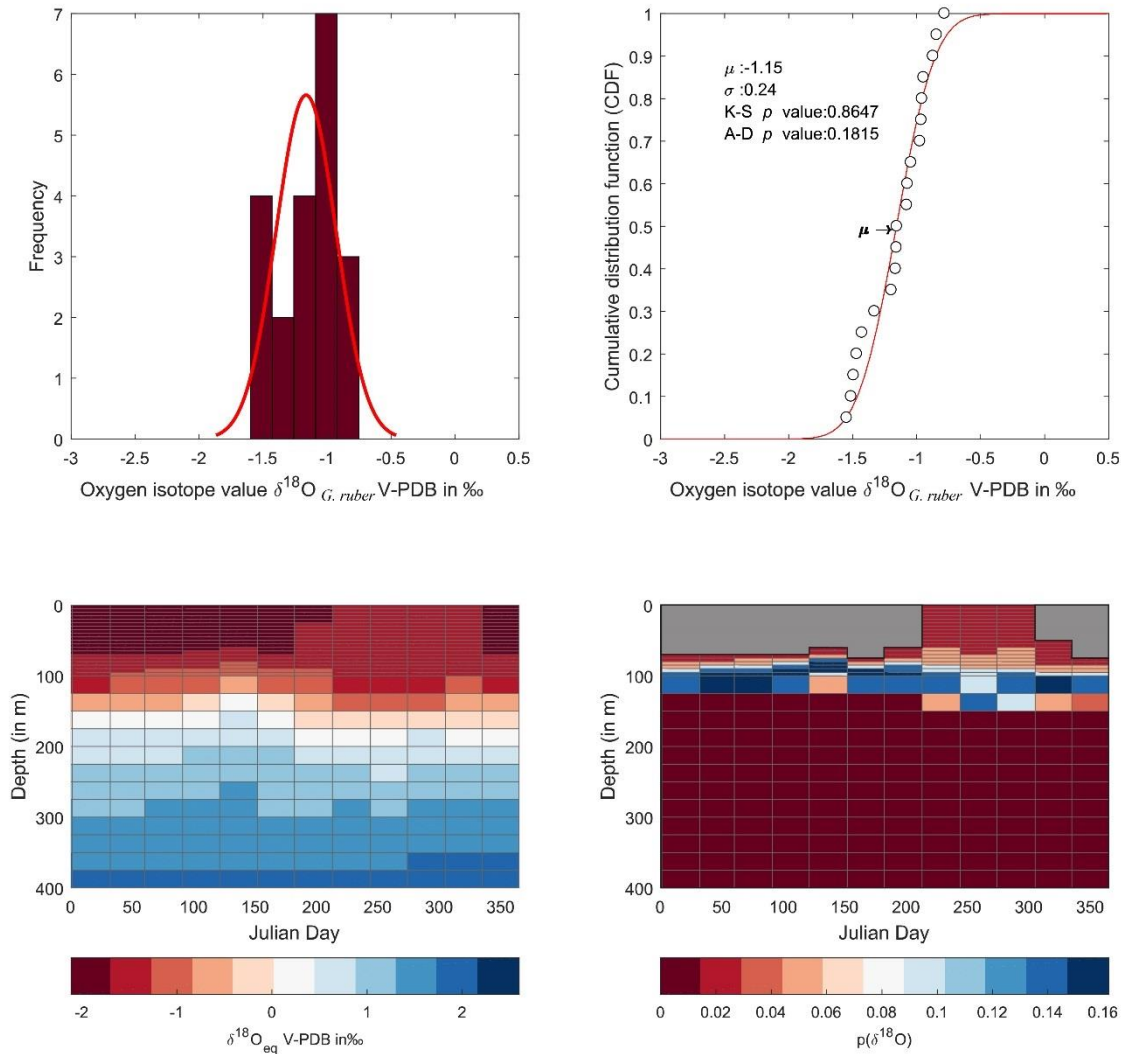 7
6
5
4
3
2
1
0
Frequency
-3 -2.5 -2 -1.5 -1 -0.5 0 0.5
Oxygen isotope value δ¹⁸O G. ruber V-PDB in ‰
1
0.9
0.8
0.7
0.6
0.5
0.4
0.3
0.2
0.1
0
Cumulative distribution function (CDF)
μ :-1.15
σ :0.24
K-S p value:0.8647
A-D p value:0.1815
μ→
-3 -2.5 -2 -1.5 -1 -0.5 0 0.5
Oxygen isotope value δ¹⁸O G. ruber V-PDB in ‰
0
100
200
300
400
Depth (in m)
0 50 100 150 200 250 300 350
Julian Day
-2 -1 0 1 2
δ¹⁸Oeq V-PDB in‰
0
100
200
300
400
Depth (in m)
0 50 100 150 200 250 300 350
Julian Day
0 0.02 0.04 0.06 0.08 0.1 0.12 0.14 0.16
p(δ¹⁸O)